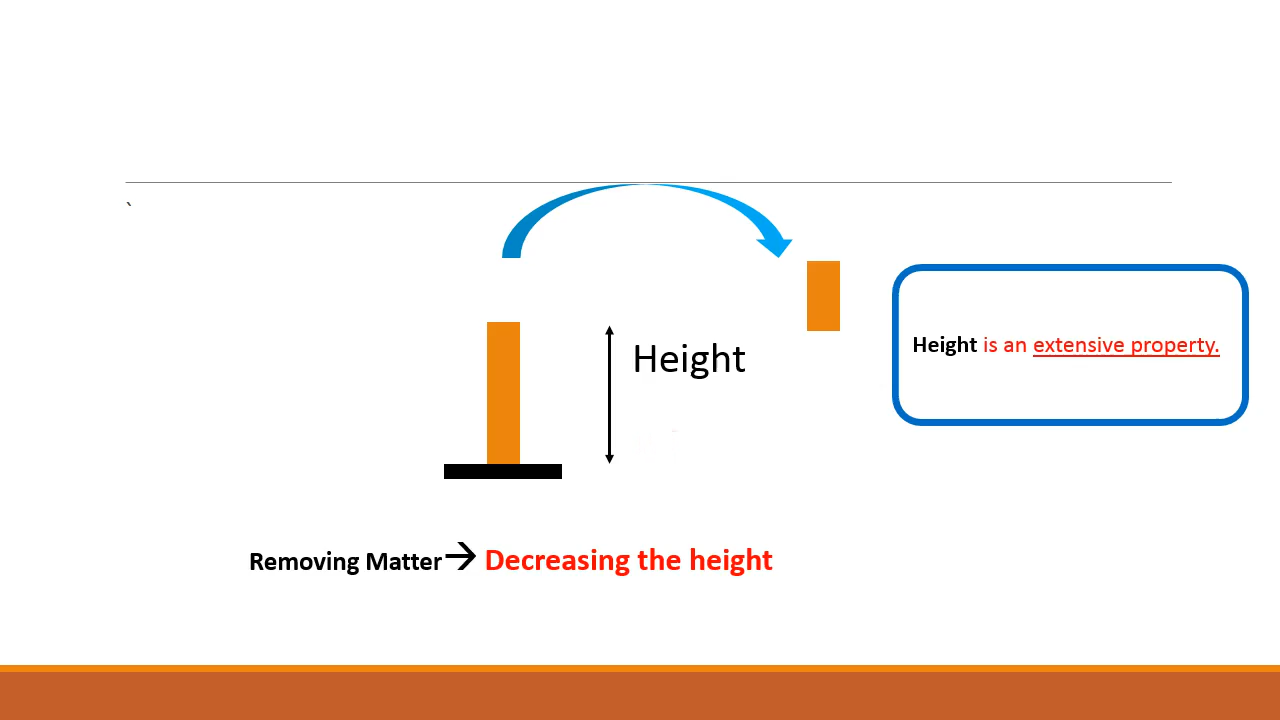 `
Height
Height is an extensive property.
Removing Matter→ Decreasing the height